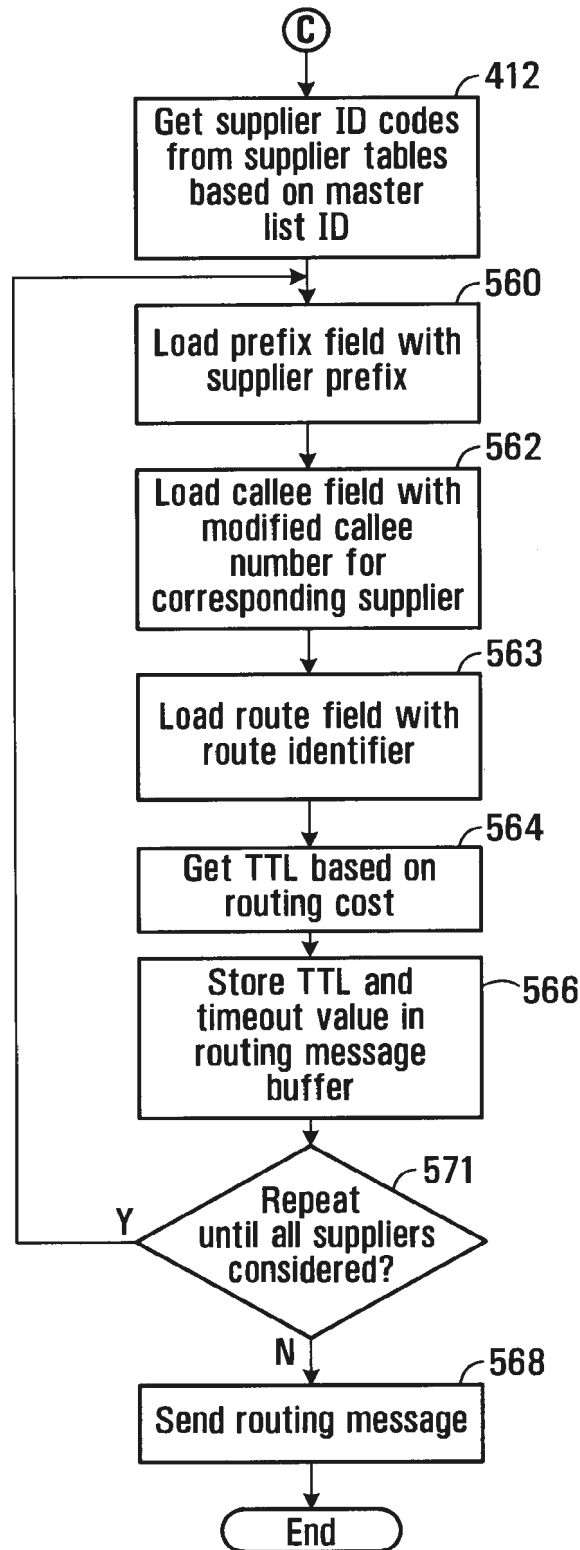 C
412
Get supplier ID codes
from supplier tables
based on master
list ID
560
Load prefix field with
supplier prefix
562
Load callee field with
modified callee
number for
corresponding supplier
563
Load route field with
route identifier
564
Get TTL based on
routing cost
566
Store TTL and
timeout value in
routing message
buffer
571
Repeat
until all suppliers
considered?
Y
N
568
Send routing message
End